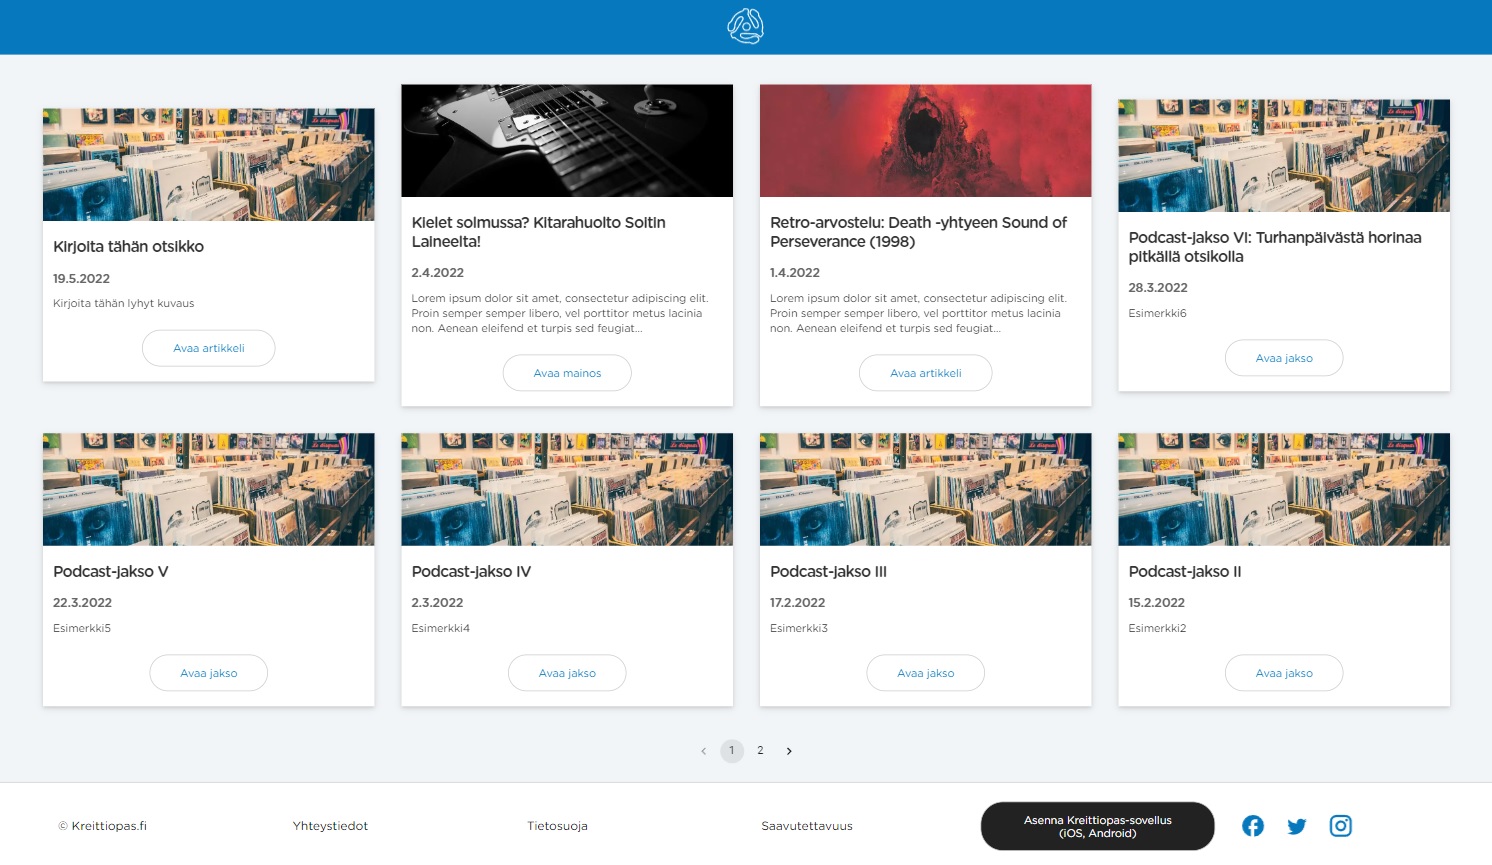 Kirjoita tähän otsikko
19.5.2022
Kirjoita tähän lyhyt kuvaus
Avaa artikkeli
Kielet solmussa? Kitarahuolto Soitin
Laineelta!
2.4.2022
Lorem ipsum dolor sit amet, consectetur adipiscing elit.
Proin semper semper libero, vel porttitor metus lacinia
non. Aenean eleifend et turpis sed feugiat...
Avaa mainos
Retro-arvostelu: Death -yhtyeen Sound of
Perseverance (1998)
1.4.2022
Lorem ipsum dolor sit amet, consectetur adipiscing elit.
Proin semper semper libero, vel porttitor metus lacinia
non. Aenean eleifend et turpis sed feugiat...
Avaa artikkeli
Podcast-jakso VI: Turhanpäivästä horinaa
pitkällä otsikolla
28.3.2022
Esimerkki6
Avaa jakso
Podcast-jakso V
22.3.2022
Esimerkki5
Avaa jakso
Podcast-jakso IV
2.3.2022
Esimerkki4
Avaa jakso
Podcast-jakso III
17.2.2022
Esimerkki3
Avaa jakso
Podcast-jakso II
15.2.2022
Esimerkki2
Avaa jakso
‹ 1 2 ›
© Kreittiopas.fi
Yhteystiedot
Tietosuoja
Saavutettavuus
Asenna Kreittiopas-sovellus
(iOS, Android)